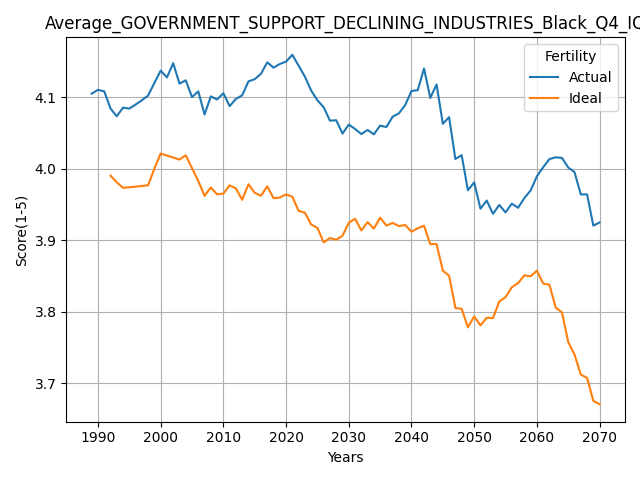 Average_GOVERNMENT_SUPPORT_DECLINING_INDUSTRIES_Black_Q4_IQ
Fertility
Actual
Ideal
Score(1-5)
4.1
4.0
3.9
3.8
3.7
1990 2000 2010 2020 2030 2040 2050 2060 2070
Years